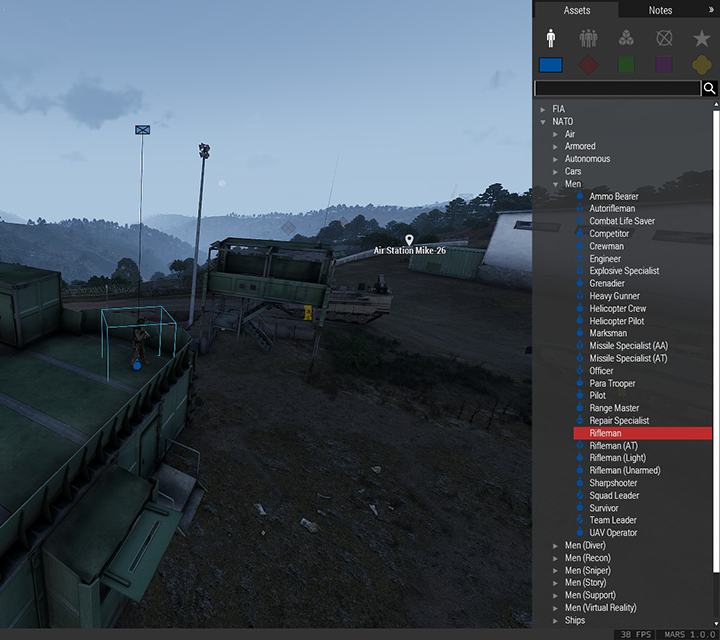 Assets Notes »
FIA
NATO
Air
Armored
Autonomous
Cars
Men
Ammo Bearer
Autorifleman
Combat Life Saver
Competitor
Crewman
Engineer
Explosive Specialist
Grenadier
Heavy Gunner
Helicopter Crew
Helicopter Pilot
Marksman
Missile Specialist (AA)
Missile Specialist (AT)
Officer
Para Trooper
Pilot
Range Master
Repair Specialist
Rifleman
Rifleman (AT)
Rifleman (Light)
Rifleman (Unarmed)
Sharpshooter
Squad Leader
Survivor
Team Leader
UAV Operator
Men (Diver)
Men (Recon)
Men (Sniper)
Men (Story)
Men (Support)
Men (Virtual Reality)
Ships
Air Station Mike-26
38 FPS MARS 1.0.0